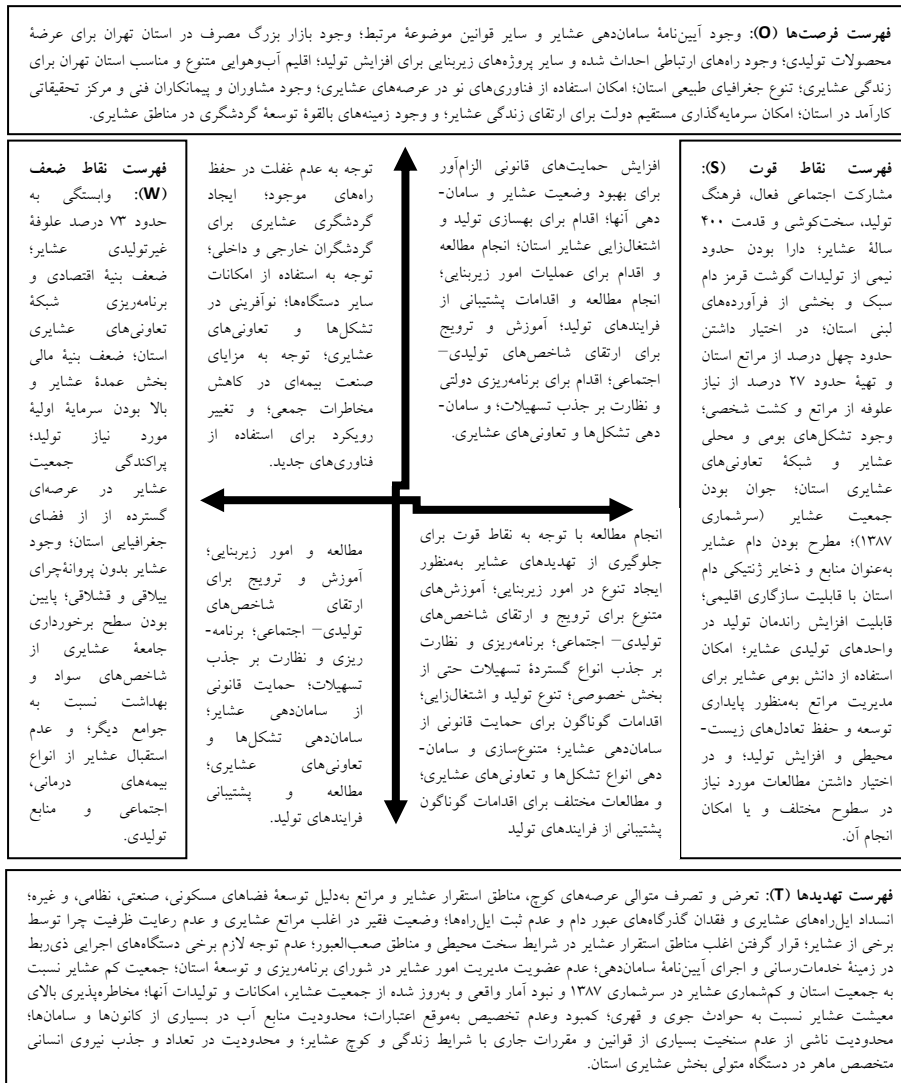 فهرست فرصت‌ها (O): وجود آیین‌نامۀ سامان‌دهی عشایر و سایر قوانین موضوعۀ مرتبط؛ وجود بازار بزرگ مصرف در استان تهران برای عرضۀ
محصولات تولیدی؛ وجود راه‌های ارتباطی احداث شده و سایر پروژه‌های زیربنایی برای افزایش تولید؛ اقلیم آب‌وهوایی متنوع و مناسب استان تهران برای
زندگی عشایری؛ تنوع جغرافیای طبیعی استان؛ امکان استفاده از فناوری‌های نو در عرصه‌های عشایری؛ وجود مشاوران و پیمانکاران فنی و مرکز تحقیقاتی
کارآمد در استان؛ امکان سرمایه‌گذاری مستقیم دولت برای ارتقای زندگی عشایر؛ و وجود زمینه‌های بالقوۀ توسعۀ گردشگری در مناطق عشایری.
فهرست نقاط قوت (S):
مشارکت اجتماعی فعال، فرهنگ
تولید، سخت‌کوشی و قدمت ۴۰۰
سالۀ عشایر؛ دارا بودن حدود
نیمی از تولیدات گوشت قرمز دام
سبک و بخشی از فرآورده‌های
لبنی استان؛ در اختیار داشتن
حدود چهل درصد از مراتع استان
و تهیۀ حدود ۲۷ درصد از نیاز
علوفه از مراتع و کشت شخصی؛
وجود تشکل‌های بومی و محلی
عشایر و شبکۀ تعاونی‌های
عشایری استان؛ جوان بودن
جمعیت عشایر (سرشماری
۱۳۸۷)؛ مطرح بودن دام عشایر
به‌عنوان منابع و ذخایر ژنتیکی دام
استان با قابلیت سازگاری اقلیمی؛
قابلیت افزایش راندمان تولید در
واحدهای تولیدی عشایر؛ امکان
استفاده از دانش بومی عشایر برای
مدیریت مراتع به‌منظور پایداری
توسعه و حفظ تعادل‌های زیست-
محیطی و افزایش تولید؛ و در
اختیار داشتن مطالعات مورد نیاز
در سطوح مختلف و یا امکان
انجام آن.
افزایش حمایت‌های قانونی الزام‌آور
برای بهبود وضعیت عشایر و سامان-
دهی آنها؛ اقدام برای بهسازی تولید و
اشتغال‌زایی عشایر استان؛ انجام مطالعه
و اقدام برای عملیات امور زیربنایی؛
انجام مطالعه و اقدامات پشتیبانی از
فرایندهای تولید؛ آموزش و ترویج
برای ارتقای شاخص‌های تولیدی–
اجتماعی؛ اقدام برای برنامه‌ریزی دولتی
و نظارت بر جذب تسهیلات؛ و سامان-
دهی تشکل‌ها و تعاونی‌های عشایری.
توجه به عدم غفلت در حفظ
راه‌های موجود؛ ایجاد
گردشگری عشایری برای
گردشگران خارجی و داخلی؛
توجه به استفاده از امکانات
سایر دستگاه‌ها؛ نوآفرینی در
تشکل‌ها و تعاونی‌های
عشایری؛ توجه به مزایای
صنعت بیمه‌ای در کاهش
مخاطرات جمعی؛ و تغییر
رویکرد برای استفاده از
فناوری‌های جدید.
فهرست نقاط ضعف
(W): وابستگی به
حدود ۷۳ درصد علوفۀ
غیرتولیدی عشایر؛
ضعف بنیۀ اقتصادی و
برنامه‌ریزی شبکۀ
تعاونی‌های عشایری
استان؛ ضعف بنیۀ مالی
بخش عمدۀ عشایر و
بالا بودن سرمایۀ اولیۀ
مورد نیاز تولید؛
پراکندگی جمعیت
عشایر در عرصه‌ای
گسترده از از فضای
جغرافیایی استان؛ وجود
عشایر بدون پروانۀچرای
ییلاقی و قشلاقی؛ پایین
بودن سطح برخورداری
جامعۀ عشایری از
شاخص‌های سواد و
بهداشت نسبت به
جوامع دیگر؛ و عدم
استقبال عشایر از انواع
بیمه‌های درمانی،
اجتماعی و منابع
تولیدی.
انجام مطالعه با توجه به نقاط قوت برای
جلوگیری از تهدیدهای عشایر به‌منظور
ایجاد تنوع در امور زیربنایی؛ آموزش‌های
متنوع برای ترویج و ارتقای شاخص‌های
تولیدی– اجتماعی؛ برنامه‌ریزی و نظارت
بر جذب انواع گستردۀ تسهیلات حتی از
بخش خصوصی؛ تنوع تولید و اشتغال‌زایی؛
اقدامات گوناگون برای حمایت قانونی از
سامان‌دهی عشایر؛ متنوع‌سازی و سامان-
دهی انواع تشکل‌ها و تعاونی‌های عشایری؛
و مطالعات مختلف برای اقدامات گوناگون
پشتیبانی از فرایندهای تولید
مطالعه و امور زیربنایی؛
آموزش و ترویج برای
ارتقای شاخص‌های
تولیدی– اجتماعی؛ برنامه-
ریزی و نظارت بر جذب
تسهیلات؛ حمایت قانونی
از سامان‌دهی عشایر؛
سامان‌دهی تشکل‌ها و
تعاونی‌های عشایری؛
مطالعه و پشتیبانی
فرایندهای تولید.
فهرست تهدیدها (T): تعرض و تصرف متوالی عرصه‌های کوچ، مناطق استقرار عشایر و مراتع به‌دلیل توسعۀ فضاهای مسکونی، صنعتی، نظامی، و غیره؛
انسداد ایل‌راه‌های عشایری و فقدان گذرگاه‌های عبور دام و عدم ثبت ایل‌راه‌ها؛ وضعیت فقیر در اغلب مراتع عشایری و عدم رعایت ظرفیت چرا توسط
برخی از عشایر؛ قرار گرفتن اغلب مناطق استقرار عشایر در شرایط سخت محیطی و مناطق صعب‌العبور؛ عدم توجه لازم برخی دستگاه‌های اجرایی ذی‌ربط
در زمینۀ خدمات‌رسانی و اجرای آیین‌نامۀ سامان‌دهی؛ عدم عضویت مدیریت امور عشایر در شورای برنامه‌ریزی و توسعۀ استان؛ جمعیت کم عشایر نسبت
به جمعیت استان و کم‌شماری عشایر در سرشماری ۱۳۸۷ و نبود آمار واقعی و به‌روز شده از جمعیت عشایر، امکانات و تولیدات آنها؛ مخاطره‌پذیری بالای
معیشت عشایر نسبت به حوادث جوی و قهری؛ کمبود وعدم تخصیص به‌موقع اعتبارات؛ محدودیت منابع آب در بسیاری از کانون‌ها و سامان‌ها؛
محدودیت ناشی از عدم سنخیت بسیاری از قوانین و مقررات جاری با شرایط زندگی و کوچ عشایر؛ و محدودیت در تعداد و جذب نیروی انسانی
متخصص ماهر در دستگاه متولی بخش عشایری استان.